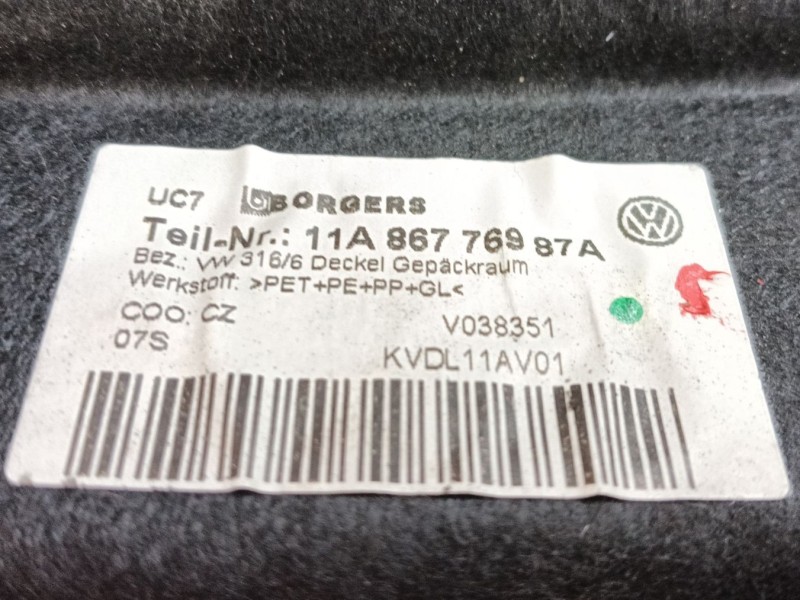 UC7 BORGERS
Teil-Nr.: 11A 867 769 87A
Bez.: VW 316/6 Deckel Gepäckraum
Werkstoff: >PET+PE+PP+GL<
COO: CZ V038351
07S KVDL11AV01